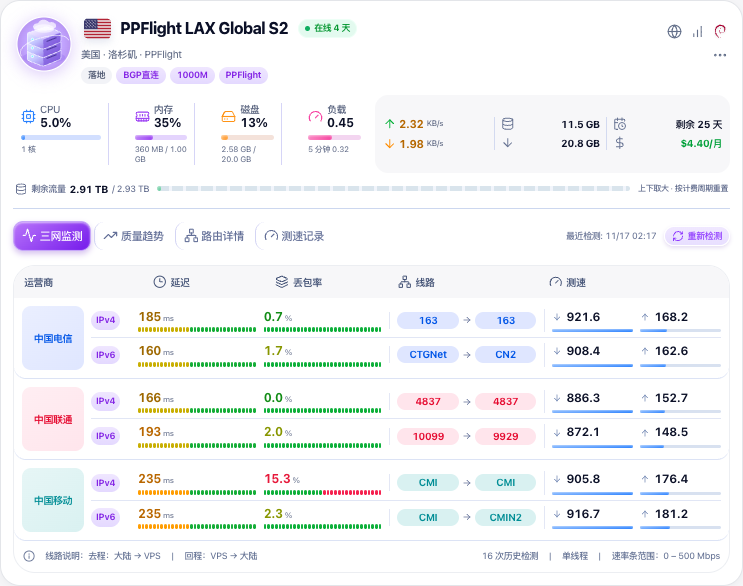 PPFlight LAX Global S2 在线 4 天
美国 · 洛杉矶 · PPFlight
落地 BGP直连 1000M PPFlight
CPU
5.0%
1 核
内存
35%
360 MB / 1.00 GB
磁盘
13%
2.58 GB / 20.0 GB
负载
0.45
5 分钟 0.32
2.32 KB/s
1.98 KB/s
11.5 GB
20.8 GB
剩余 25 天
$4.40/月
剩余流量 2.91 TB / 2.93 TB 上下取大 · 按计费周期重置
三网监测 质量趋势 路由详情 测速记录 最近检测: 11/17 02:17 重新检测
运营商 延迟 丢包率 线路 测速
中国电信
IPv4 185 ms 0.7 % 163 → 163 ↓ 921.6 ↑ 168.2
IPv6 160 ms 1.7 % CTGNet → CN2 ↓ 908.4 ↑ 162.6
中国联通
IPv4 166 ms 0.0 % 4837 → 4837 ↓ 886.3 ↑ 152.7
IPv6 193 ms 2.0 % 10099 → 9929 ↓ 872.1 ↑ 148.5
中国移动
IPv4 235 ms 15.3 % CMI → CMI ↓ 905.8 ↑ 176.4
IPv6 235 ms 2.3 % CMI → CMIN2 ↓ 916.7 ↑ 181.2
线路说明: 去程: 大陆 → VPS | 回程: VPS → 大陆 16 次历史检测 | 单线程 | 速率条范围: 0 – 500 Mbps